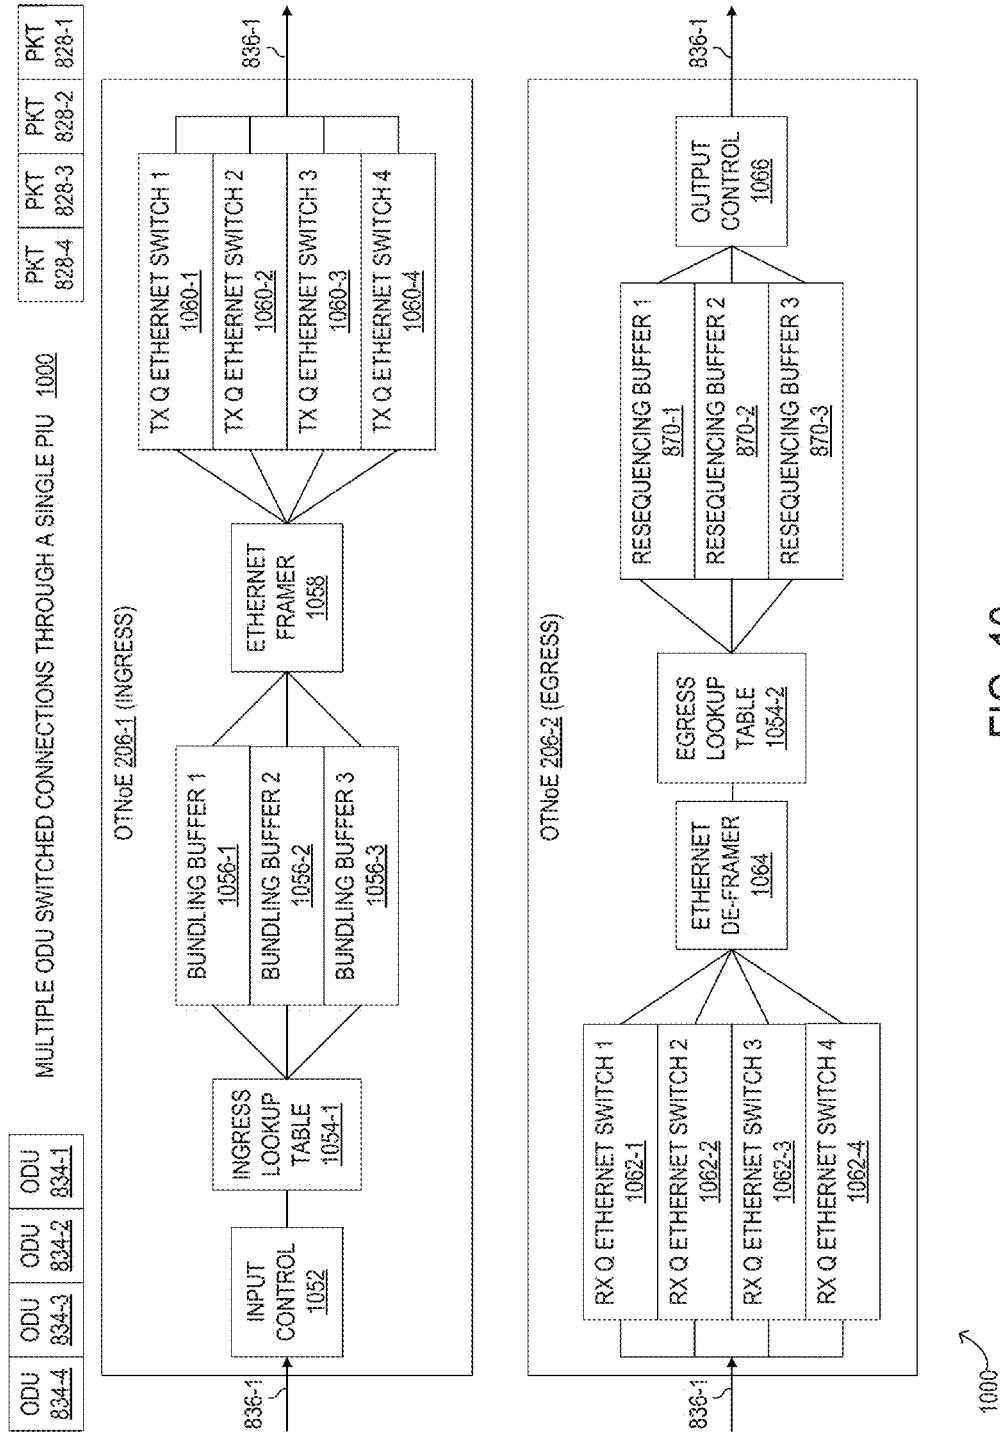 ODU
834-4
ODU
834-3
ODU
834-2
ODU
834-1
MULTIPLE ODU SWITCHED CONNECTIONS THROUGH A SINGLE PIU 1000
PKT
828-4
PKT
828-3
PKT
828-2
PKT
828-1
OTNoE 206-1 (INGRESS)
836-1
INPUT
CONTROL
1052
INGRESS
LOOKUP
TABLE
1054-1
BUNDLING BUFFER 1
1056-1
BUNDLING BUFFER 2
1056-2
BUNDLING BUFFER 3
1056-3
ETHERNET
FRAMER
1058
TX Q ETHERNET SWITCH 1
1060-1
TX Q ETHERNET SWITCH 2
1060-2
TX Q ETHERNET SWITCH 3
1060-3
TX Q ETHERNET SWITCH 4
1060-4
836-1
OTNoE 206-2 (EGRESS)
836-1
RX Q ETHERNET SWITCH 1
1062-1
RX Q ETHERNET SWITCH 2
1062-2
RX Q ETHERNET SWITCH 3
1062-3
RX Q ETHERNET SWITCH 4
1062-4
ETHERNET
DE-FRAMER
1064
EGRESS
LOOKUP
TABLE
1054-2
RESEQUENCING BUFFER 1
870-1
RESEQUENCING BUFFER 2
870-2
RESEQUENCING BUFFER 3
870-3
OUTPUT
CONTROL
1066
836-1
1000